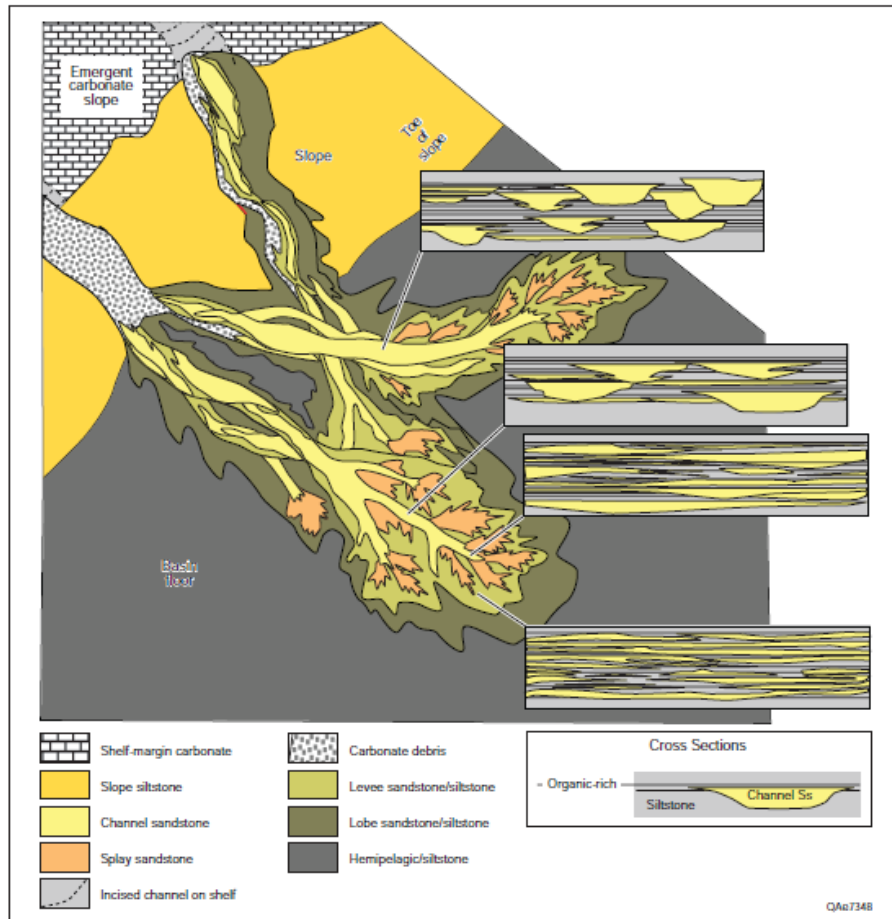 Emergent
carbonate
slope
Slope
Toe of
slope
Basin
floor
Shelf-margin carbonate
Slope siltstone
Channel sandstone
Splay sandstone
Incised channel on shelf
Carbonate debris
Levee sandstone/siltstone
Lobe sandstone/siltstone
Hemipelagic/siltstone
Cross Sections
Organic-rich
Channel Ss
Siltstone
QAe7348